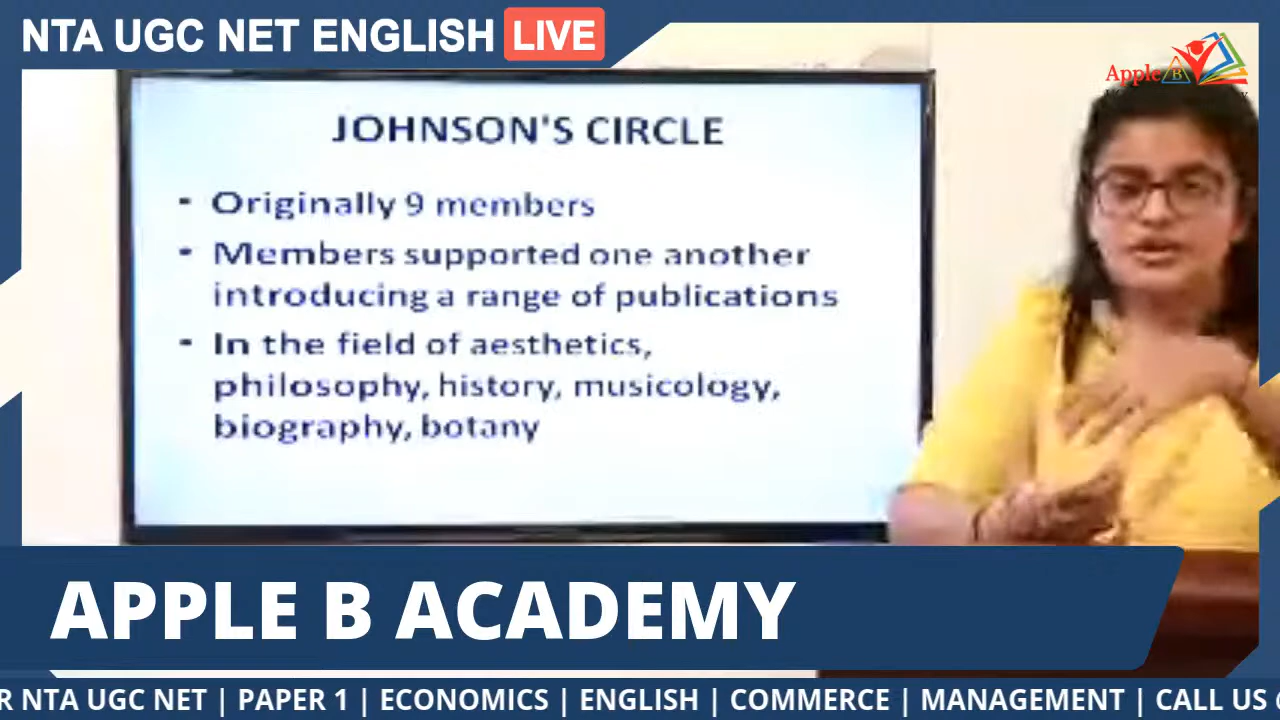 NTA UGC NET ENGLISH LIVE
Apple B
JOHNSON'S CIRCLE
- Originally 9 members
- Members supported one another
introducing a range of publications
- In the field of aesthetics,
philosophy, history, musicology,
biography, botany
APPLE B ACADEMY
R NTA UGC NET | PAPER 1 | ECONOMICS | ENGLISH | COMMERCE | MANAGEMENT | CALL US